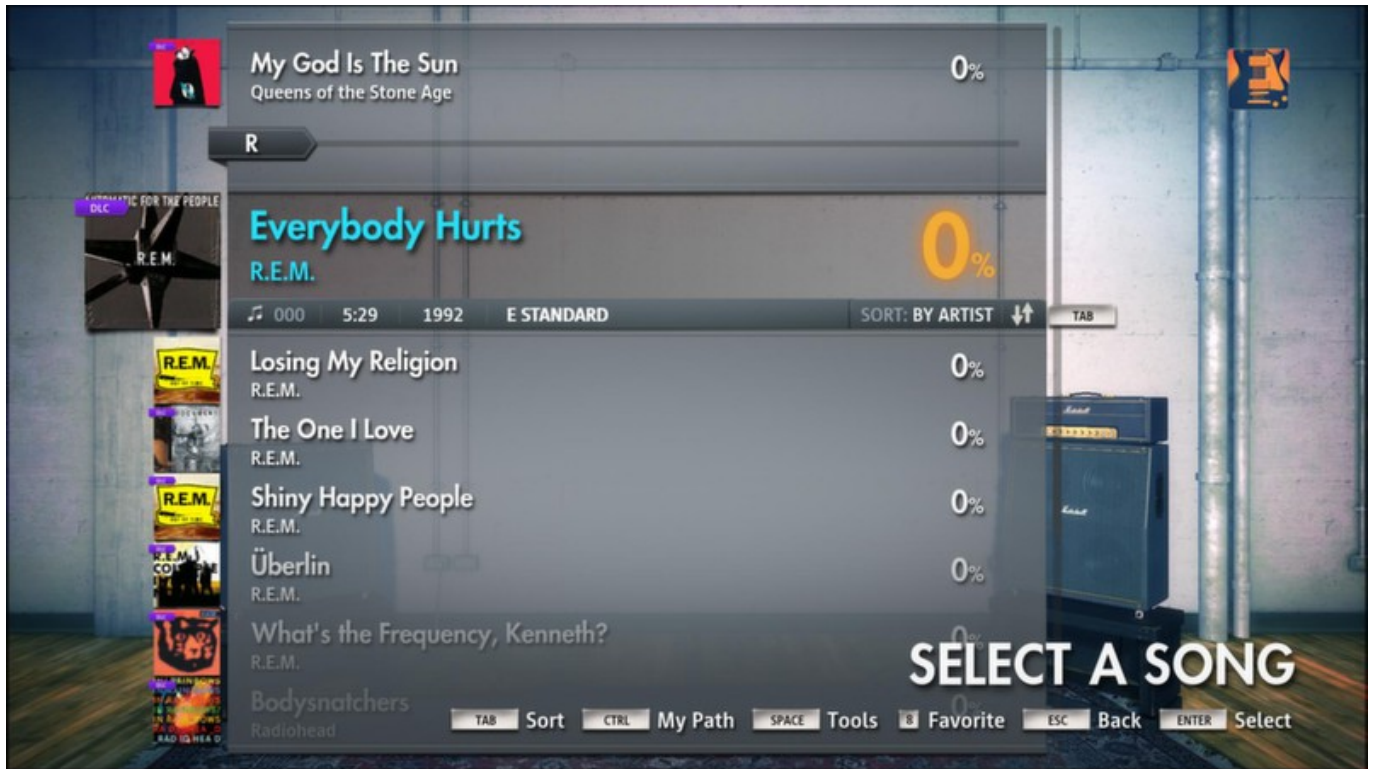 My God Is The Sun
0%
Queens of the Stone Age
R
DLC
AUTOMATIC FOR THE PEOPLE
R.E.M.
Everybody Hurts
0%
R.E.M.
000 5:29 1992 E STANDARD SORT: BY ARTIST TAB
R.E.M.
Losing My Religion
0%
R.E.M.
The One I Love
0%
R.E.M.
R.E.M.
Shiny Happy People
0%
R.E.M.
Überlin
0%
R.E.M.
What's the Frequency, Kenneth?
0%
R.E.M.
SELECT A SONG
Bodysnatchers
0%
Radiohead
TAB Sort CTRL My Path SPACE Tools 8 Favorite ESC Back ENTER Select